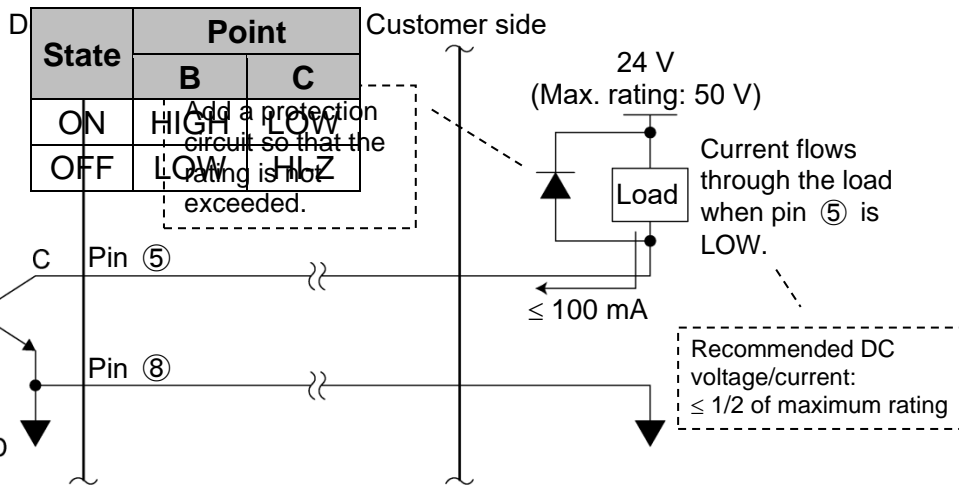 D
Customer side
State
Point
B
C
ON
HIGH
LOW
OFF
LOW
HI-Z
Add a protection
circuit so that the
rating is not
exceeded.
24 V
(Max. rating: 50 V)
Load
Current flows
through the load
when pin ⑤ is
LOW.
C
Pin ⑤
≤ 100 mA
Pin ⑧
Recommended DC
voltage/current:
≤ 1/2 of maximum rating